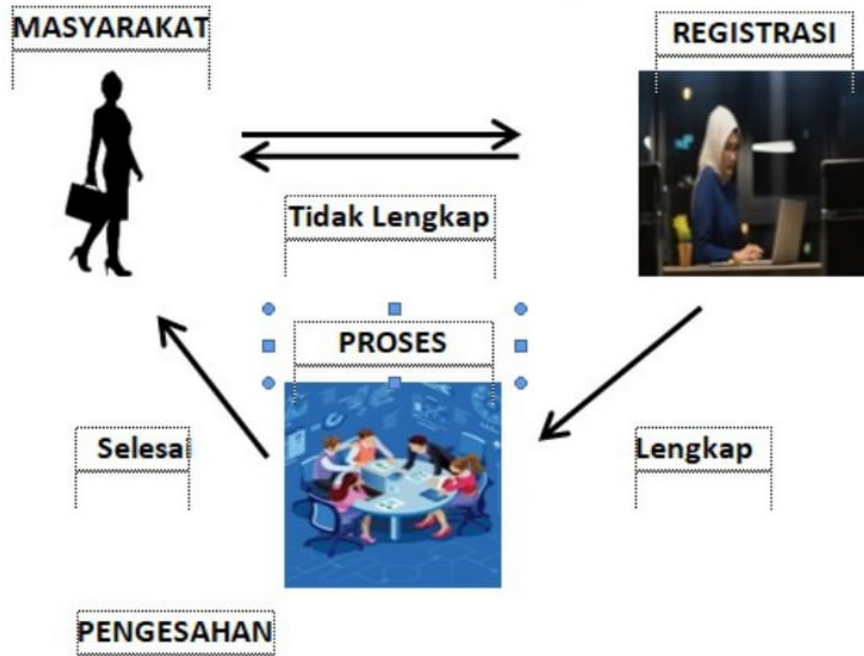 MASYARAKAT
REGISTRASI
Tidak Lengkap
PROSES
Selesai
Lengkap
PENGESAHAN